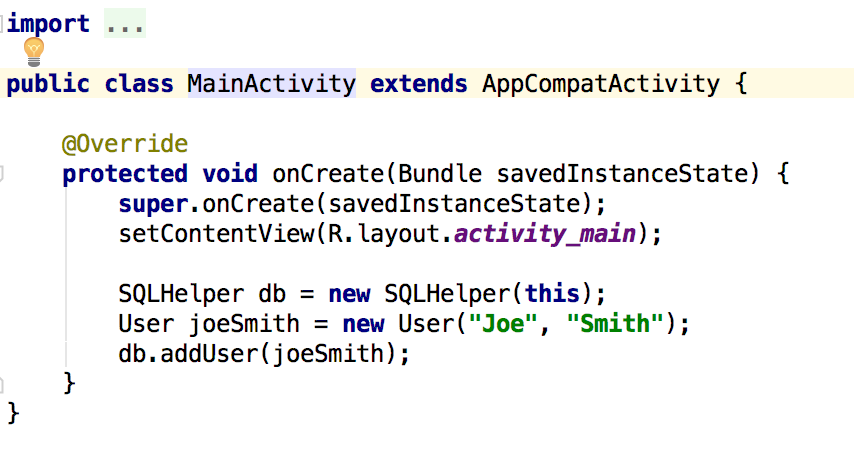 import ...
public class MainActivity extends AppCompatActivity {
@Override
protected void onCreate(Bundle savedInstanceState) {
super.onCreate(savedInstanceState);
setContentView(R.layout.activity_main);
SQLHelper db = new SQLHelper(this);
User joeSmith = new User("Joe", "Smith");
db.addUser(joeSmith);
}
}